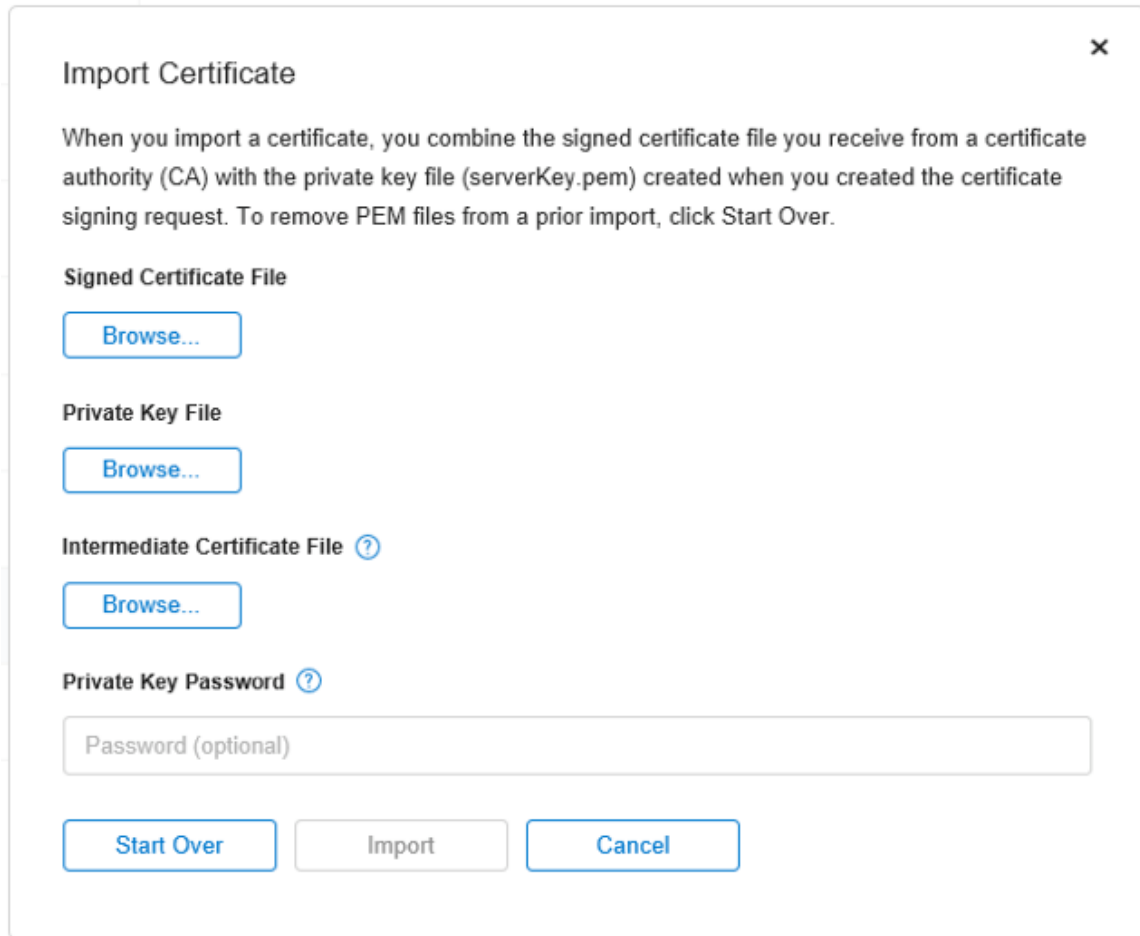 ×
Import Certificate
When you import a certificate, you combine the signed certificate file you receive from a certificate
authority (CA) with the private key file (serverKey.pem) created when you created the certificate
signing request. To remove PEM files from a prior import, click Start Over.
Signed Certificate File
Browse...
Private Key File
Browse...
Intermediate Certificate File ?
Browse...
Private Key Password ?
Password (optional)
Start Over Import Cancel